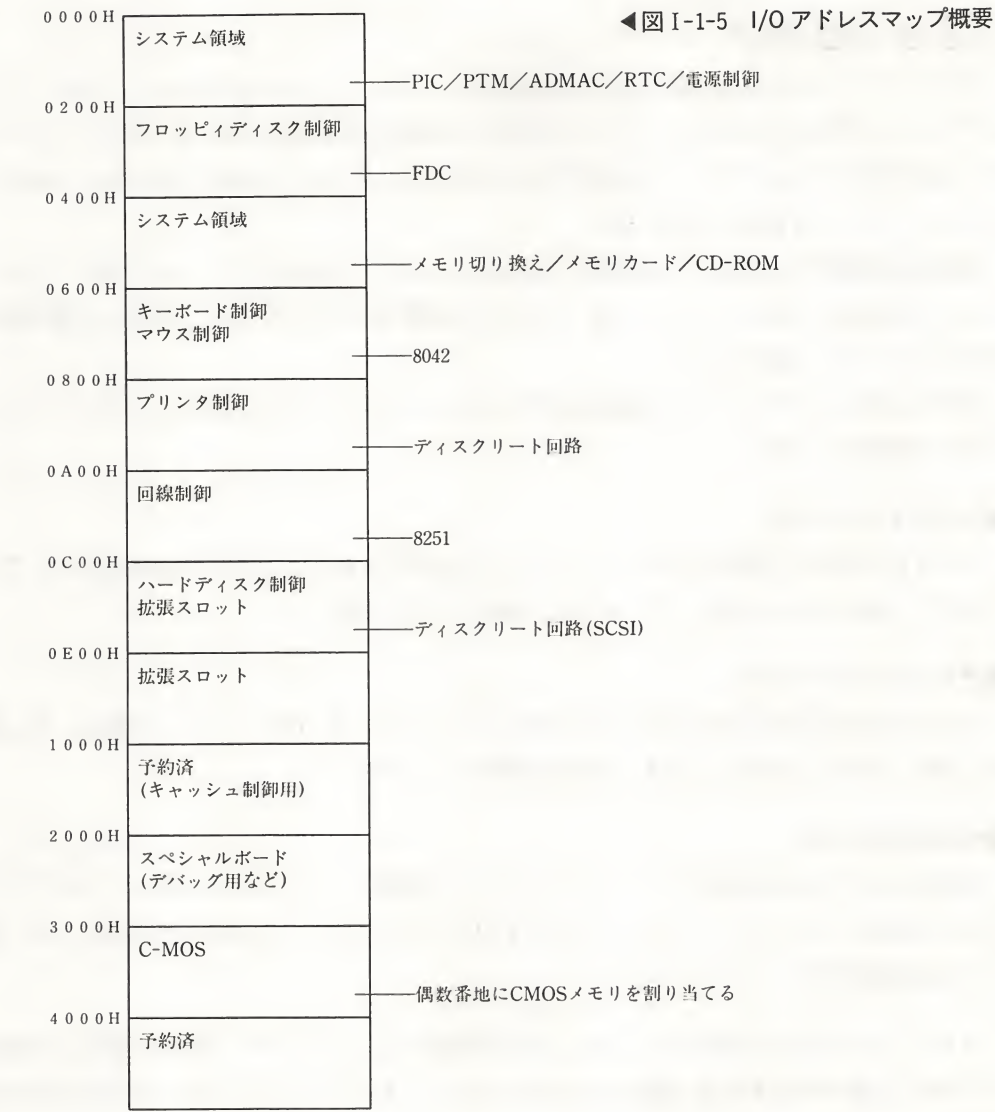 ◀図 I-1-5 I/O アドレスマップ概要
0000H
システム領域
PIC/PTM/ADMAC/RTC/電源制御
0200H
フロッピィディスク制御
FDC
0400H
システム領域
メモリ切り換え/メモリカード/CD-ROM
0600H
キーボード制御
マウス制御
8042
0800H
プリンタ制御
ディスクリート回路
0A00H
回線制御
8251
0C00H
ハードディスク制御
拡張スロット
ディスクリート回路(SCSI)
0E00H
拡張スロット
1000H
予約済
(キャッシュ制御用)
2000H
スペシャルボード
(デバッグ用など)
3000H
C-MOS
偶数番地にCMOSメモリを割り当てる
4000H
予約済